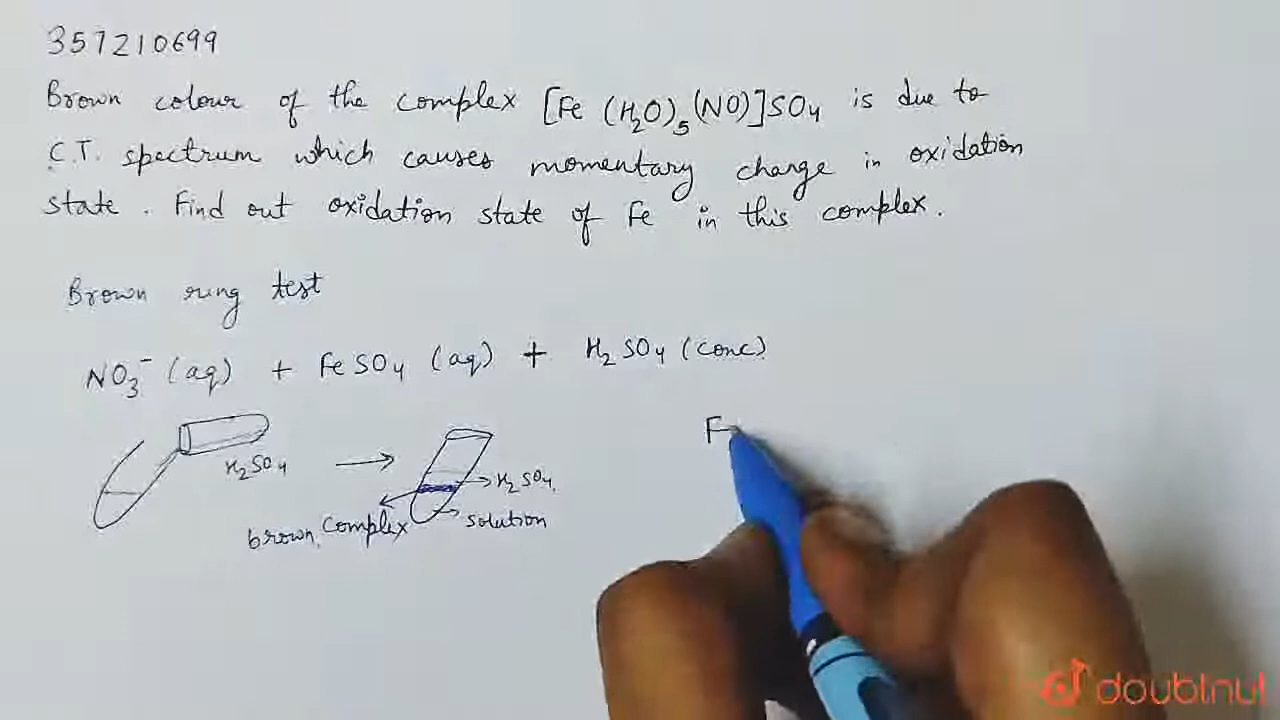 357210699
Brown colour of the complex [Fe (H₂O)₅(NO)]SO₄ is due to
C.T. spectrum which causes momentary charge in oxidation
state. Find out oxidation state of Fe in this complex.
Brown ring test
NO₃⁻ (aq) + FeSO₄ (aq) + H₂SO₄ (conc)
H₂SO₄
→
H₂SO₄
brown complex
solution
F
doubtnut